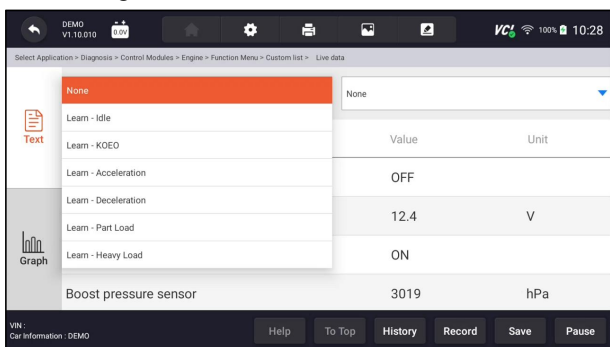 DEMO
V1.10.010
0.0V
VCI 100% 10:28
Select Application > Diagnosis > Control Modules > Engine > Function Menu > Custom list > Live data
None
None
Learn - Idle
Text
Value Unit
Learn - KOEO
Learn - Acceleration
OFF
Learn - Deceleration
12.4 V
Learn - Part Load
Graph
Learn - Heavy Load
ON
Boost pressure sensor 3019 hPa
VIN :
Car Information : DEMO
Help To Top History Record Save Pause